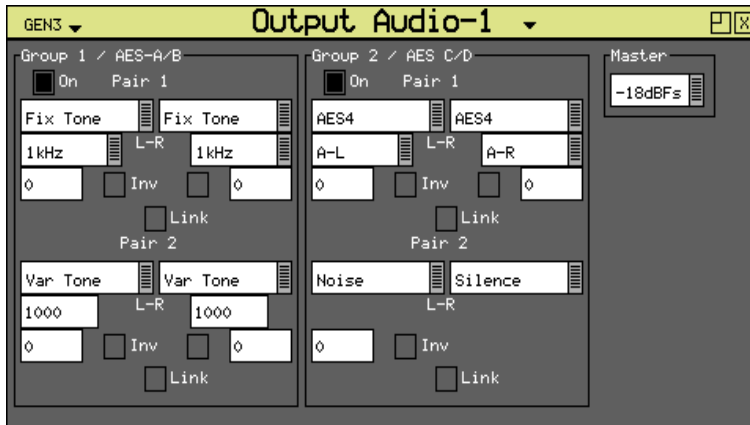 GEN3 Output Audio-1
Group 1 / AES-A/B
On Pair 1
Fix Tone Fix Tone
1kHz L-R 1kHz
0 Inv 0
Link
Pair 2
Var Tone Var Tone
1000 L-R 1000
0 Inv 0
Link
Group 2 / AES C/D
On Pair 1
AES4 AES4
A-L L-R A-R
0 Inv 0
Link
Pair 2
Noise Silence
L-R
0 Inv
Link
Master
-18dBFs